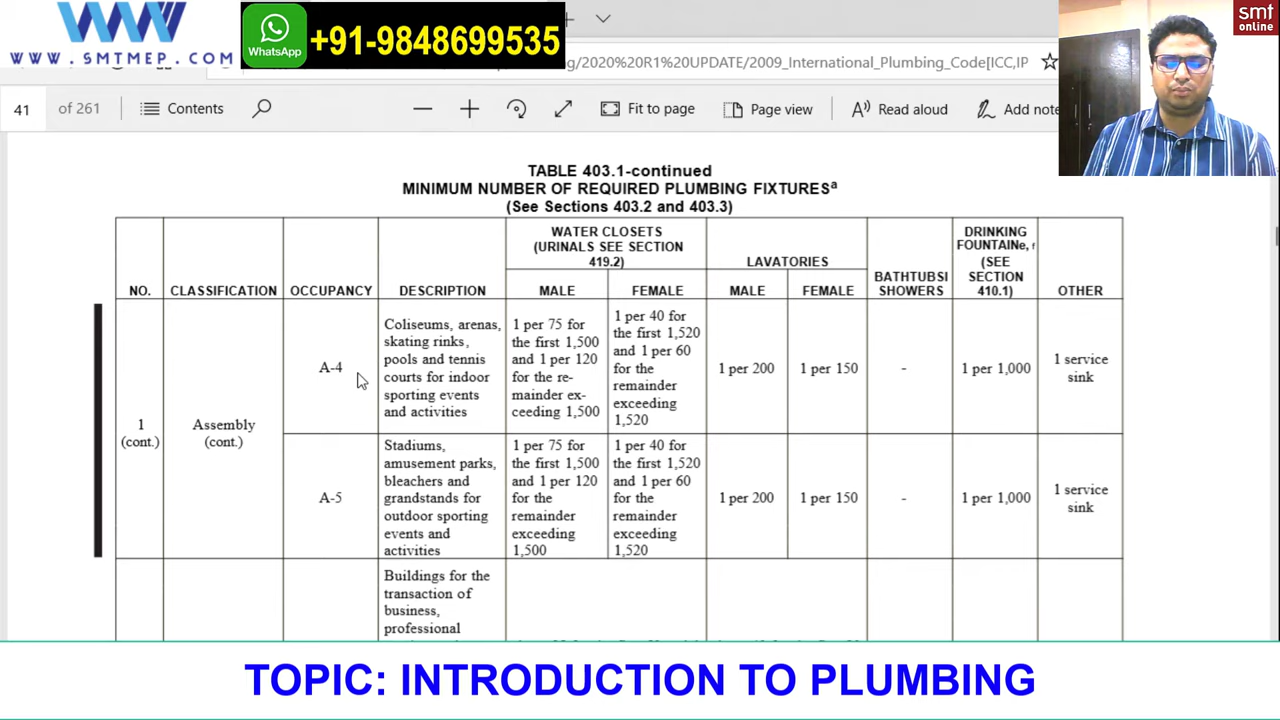 WWW
WWW.SMTMEP.COM
WhatsApp
+91-9848699535
smt
online
ng/2020%20R1%20UPDATE/2009_International_Plumbing_Code[ICC,IP
41 of 261
Contents
Fit to page
Page view
Read aloud
Add note
TABLE 403.1-continued
MINIMUM NUMBER OF REQUIRED PLUMBING FIXTURESa
(See Sections 403.2 and 403.3)
NO.
CLASSIFICATION
OCCUPANCY
DESCRIPTION
WATER CLOSETS
(URINALS SEE SECTION
419.2)
MALE
FEMALE
LAVATORIES
MALE
FEMALE
BATHTUBSI
SHOWERS
DRINKING
FOUNTAINe, f
(SEE
SECTION
410.1)
OTHER
1
(cont.)
Assembly
(cont.)
A-4
Coliseums, arenas,
skating rinks,
pools and tennis
courts for indoor
sporting events
and activities
1 per 75 for
the first 1,500
and 1 per 120
for the re-
mainder ex-
ceeding 1,500
1 per 40 for
the first 1,520
and 1 per 60
for the
remainder
exceeding
1,520
1 per 200
1 per 150
-
1 per 1,000
1 service
sink
A-5
Stadiums,
amusement parks,
bleachers and
grandstands for
outdoor sporting
events and
activities
1 per 75 for
the first 1,500
and 1 per 120
for the
remainder
exceeding
1,500
1 per 40 for
the first 1,520
and 1 per 60
for the
remainder
exceeding
1,520
1 per 200
1 per 150
-
1 per 1,000
1 service
sink
Buildings for the
transaction of
business,
professional
TOPIC: INTRODUCTION TO PLUMBING